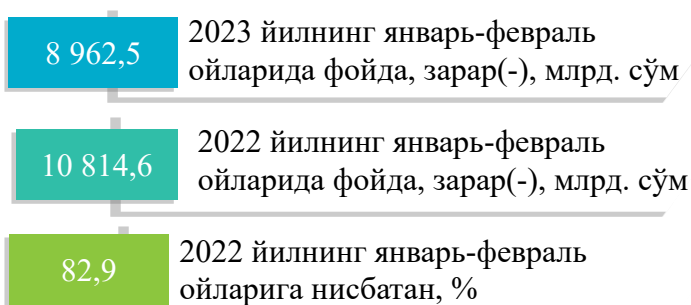 8 962,5
2023 йилнинг январь-февраль
ойларида фойда, зарар(-), млрд. сўм
10 814,6
2022 йилнинг январь-февраль
ойларида фойда, зарар(-), млрд. сўм
82,9
2022 йилнинг январь-февраль
ойларига нисбатан, %